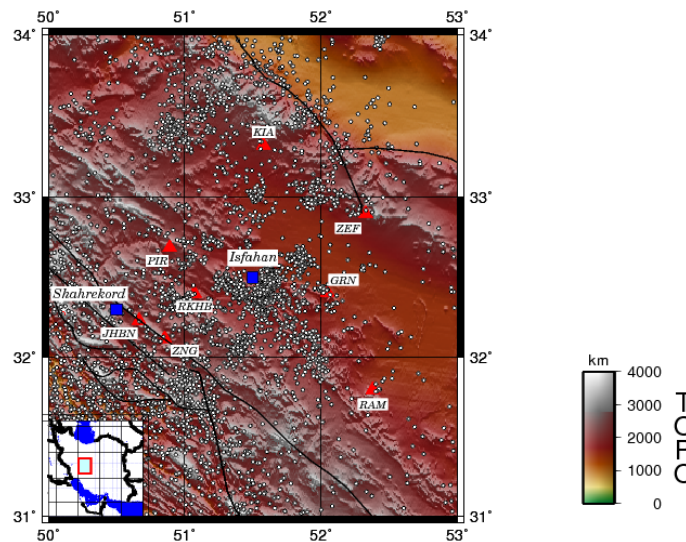 50˚ 51˚ 52˚ 53˚
34˚ 34˚
KIA
33˚ 33˚
ZEF
PIR Isfahan
GRN
Shahrekord RKHB
JHBN
ZNG
32˚ 32˚
RAM
31˚ 31˚
50˚ 51˚ 52˚ 53˚
km
4000
3000
2000
1000
0